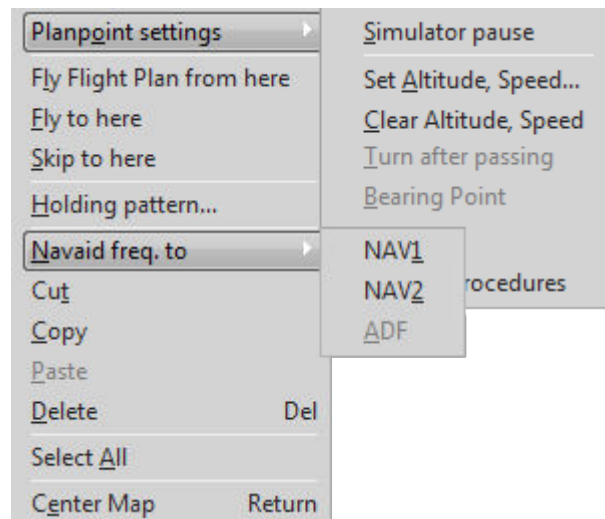 Planpoint settings
Fly Flight Plan from here
Fly to here
Skip to here
Holding pattern...
Navaid freq. to
Cut
Copy
Paste
Delete Del
Select All
Center Map Return
Simulator pause
Set Altitude, Speed...
Clear Altitude, Speed
Turn after passing
Bearing Point
NAV1
NAV2
ADF
rocedures